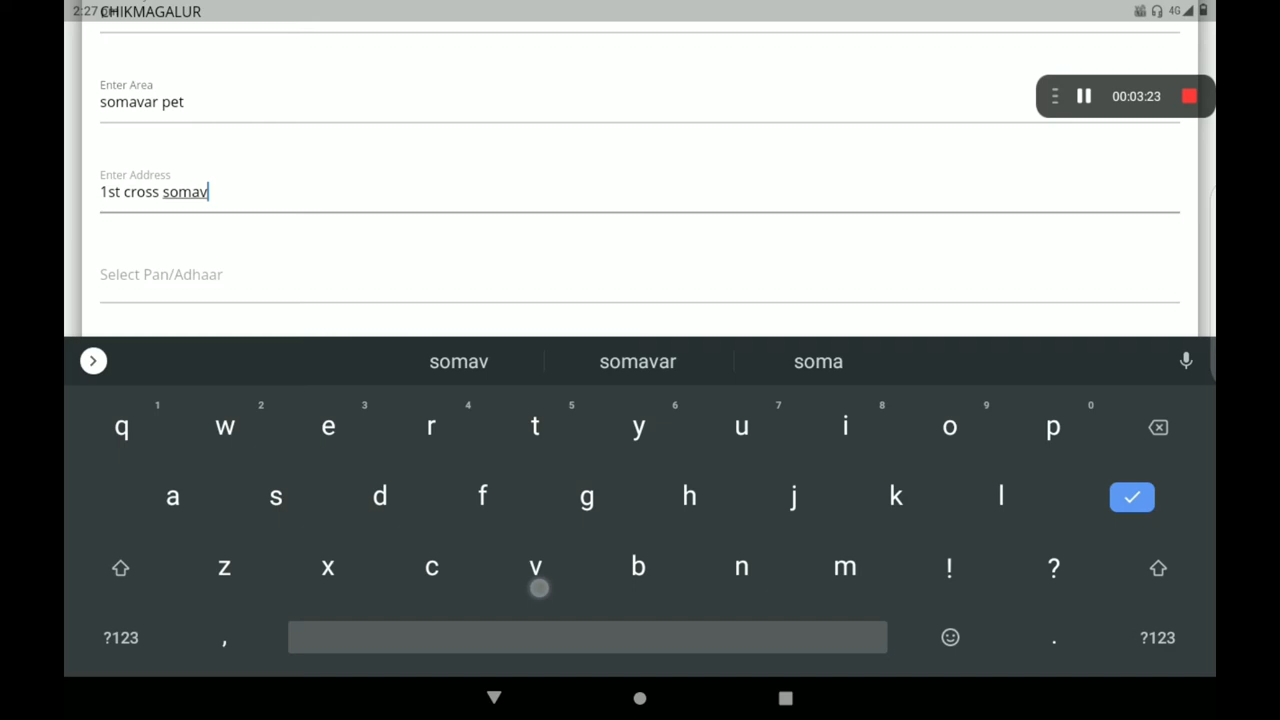 2:27
CHIKMAGALUR
4G
Enter Area
somavar pet
00:03:23
Enter Address
1st cross somav
Select Pan/Adhaar
somav somavar soma
1 2 3 4 5 6 7 8 9 0
q w e r t y u i o p
a s d f g h j k l
z x c v b n m ! ?
?123 , . ?123